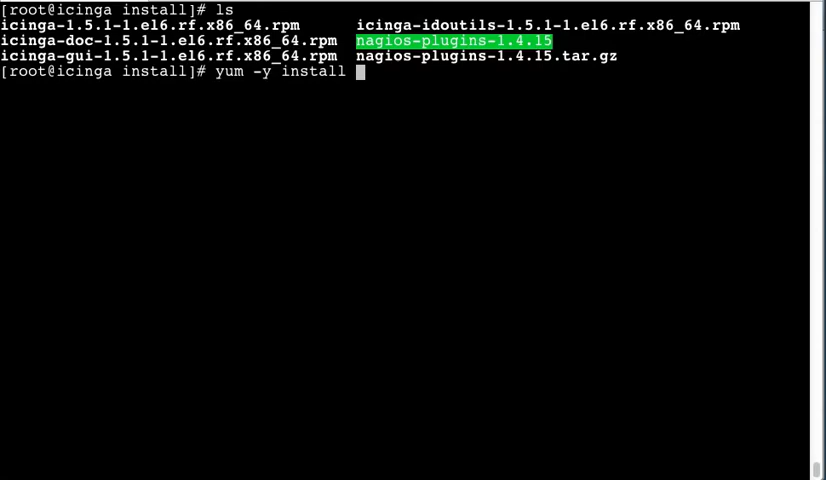 [root@icinga install]# ls
icinga-1.5.1-1.el6.rf.x86_64.rpm icinga-idoutils-1.5.1-1.el6.rf.x86_64.rpm
icinga-doc-1.5.1-1.el6.rf.x86_64.rpm nagios-plugins-1.4.15
icinga-gui-1.5.1-1.el6.rf.x86_64.rpm nagios-plugins-1.4.15.tar.gz
[root@icinga install]# yum -y install